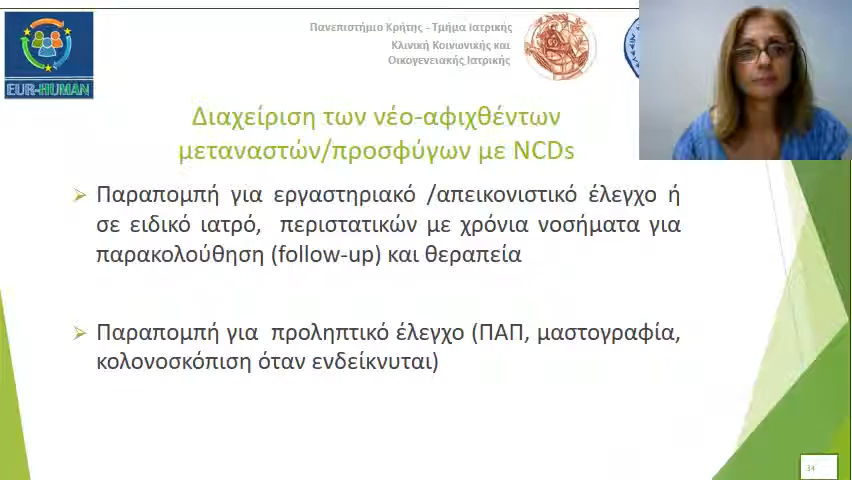 Πανεπιστήμιο Κρήτης - Τμήμα Ιατρικής
Κλινική Κοινωνικής και
Οικογενειακής Ιατρικής
EUR-HUMAN
Διαχείριση των νέο-αφιχθέντων
μεταναστών/προσφύγων με NCDs
Παραπομπή για εργαστηριακό /απεικονιστικό έλεγχο ή
σε ειδικό ιατρό, περιστατικών με χρόνια νοσήματα για
παρακολούθηση (follow-up) και θεραπεία
Παραπομπή για προληπτικό έλεγχο (ΠΑΠ, μαστογραφία,
κολονοσκόπιση όταν ενδείκνυται)
34